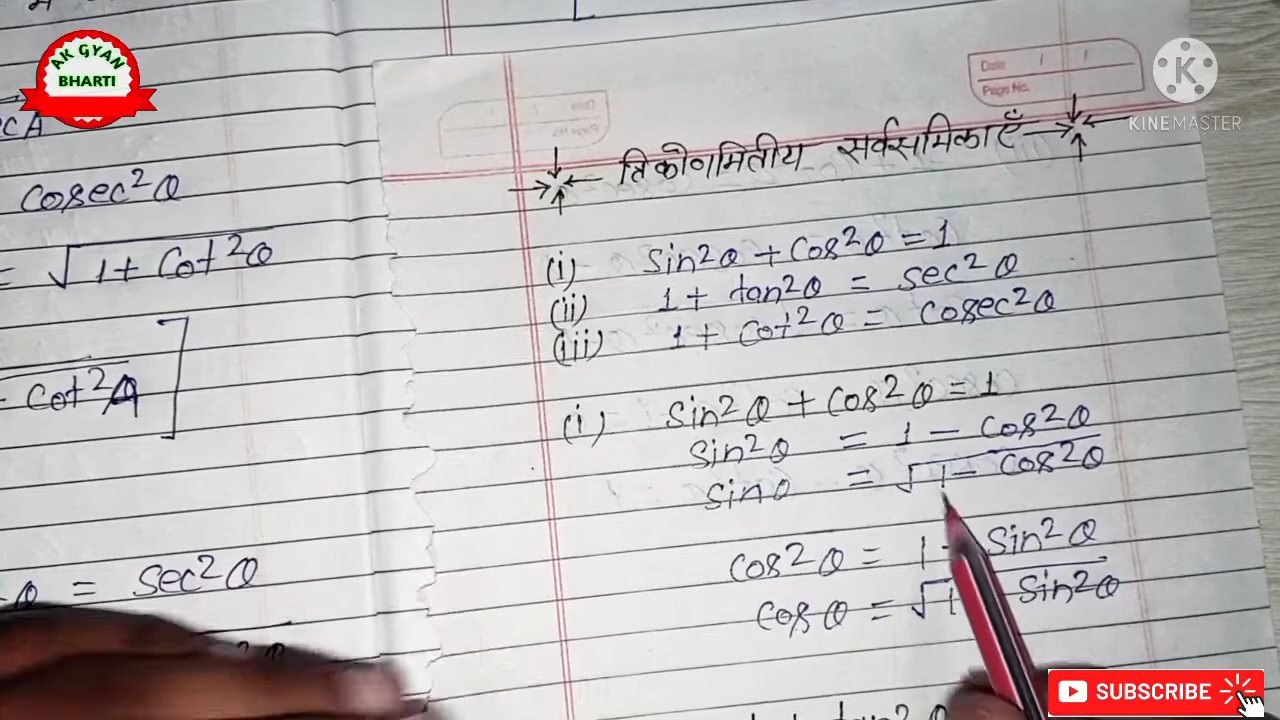 AK GYAN
BHARTI
K
KINEMASTER
Date / /
Page No.
cosec²θ
= √1 + Cot²θ
Cot²A ]
= sec²θ
त्रिकोणमितीय सर्वसमिकाएँ
(i) Sin²θ + Cos²θ = 1
(ii) 1 + tan²θ = sec²θ
(iii) 1 + Cot²θ = Cosec²θ
(i) Sin²θ + Cos²θ = 1
Sin²θ = 1 - Cos²θ
Sinθ = √1 - Cos²θ
Cos²θ = 1 - Sin²θ
Cosθ = √1 Sin²θ
tan²θ
SUBSCRIBE